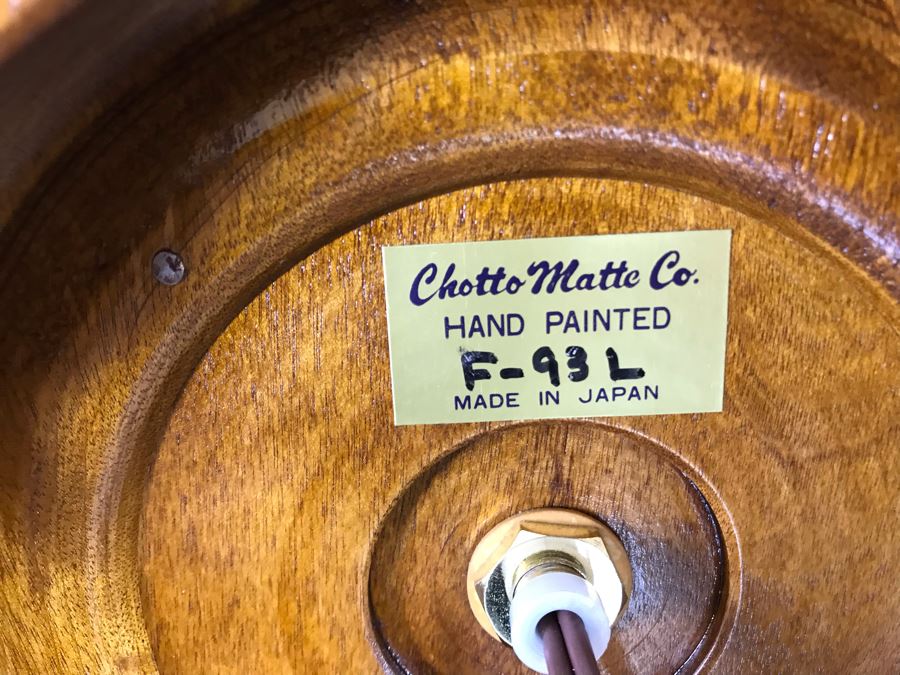 Chotto Matte Co.
HAND PAINTED
F-93L
MADE IN JAPAN